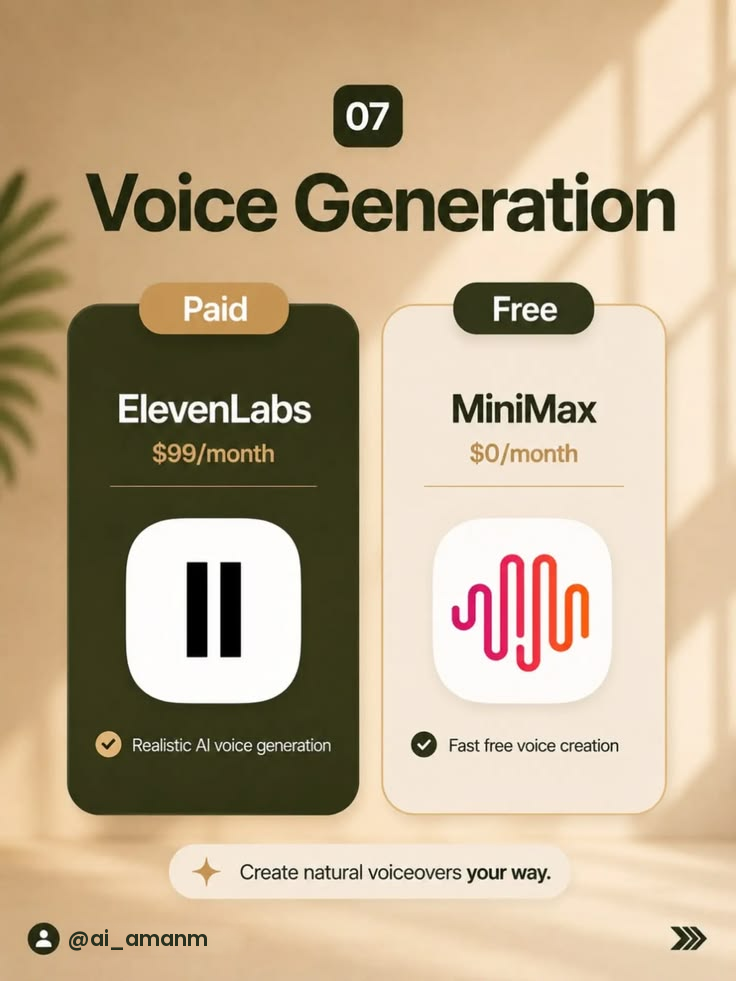 07
Voice Generation
Paid
ElevenLabs
$99/month
Realistic AI voice generation
Free
MiniMax
$0/month
Fast free voice creation
Create natural voiceovers your way.
@ai_amanm